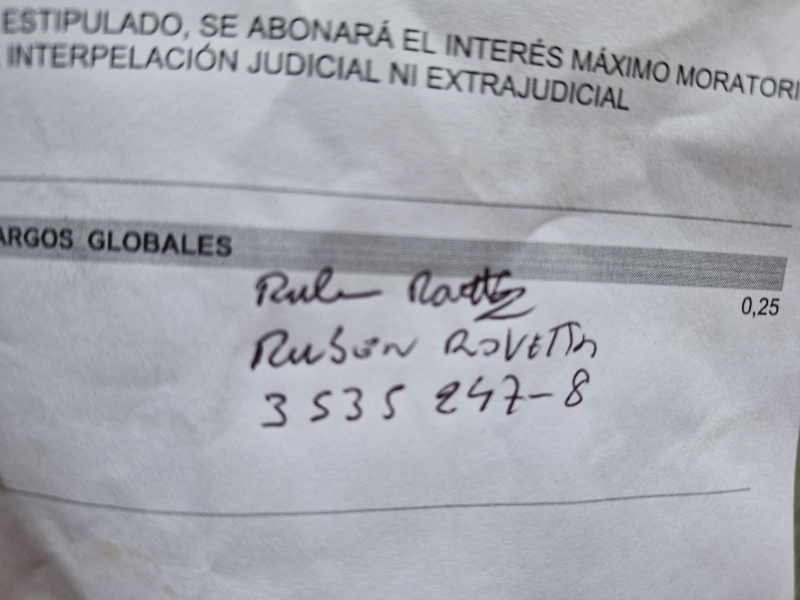 ESTIPULADO, SE ABONARÁ EL INTERÉS MÁXIMO MORATORI
INTERPELACIÓN JUDICIAL NI EXTRAJUDICIAL
ARGOS GLOBALES
0,25
RUBEN ROVETTA
3535 247-8